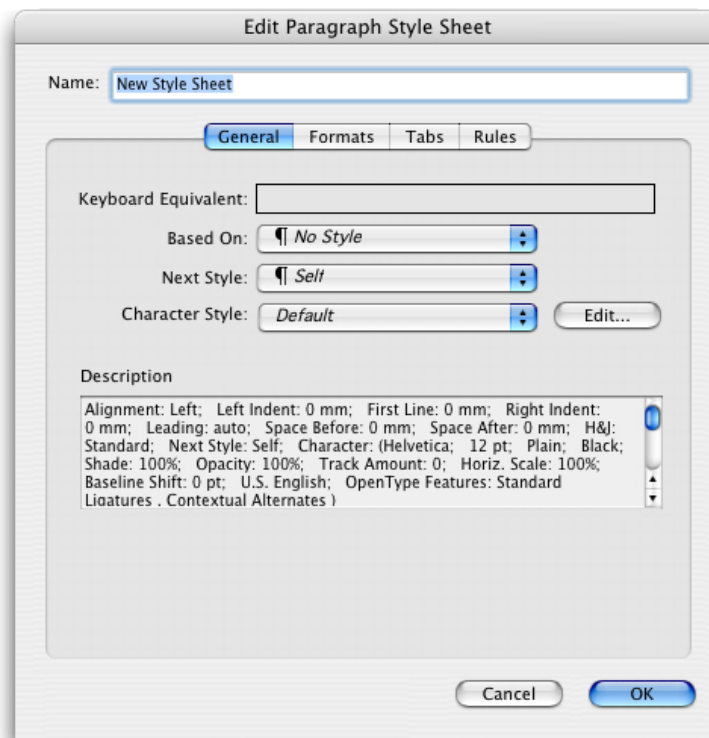 Edit Paragraph Style Sheet
Name: New Style Sheet
General Formats Tabs Rules
Keyboard Equivalent:
Based On: ¶ No Style
Next Style: ¶ Self
Character Style: Default Edit...
Description
Alignment: Left; Left Indent: 0 mm; First Line: 0 mm; Right Indent:
0 mm; Leading: auto; Space Before: 0 mm; Space After: 0 mm; H&J:
Standard; Next Style: Self; Character: (Helvetica; 12 pt; Plain; Black;
Shade: 100%; Opacity: 100%; Track Amount: 0; Horiz. Scale: 100%;
Baseline Shift: 0 pt; U.S. English; OpenType Features: Standard
Ligatures , Contextual Alternates )
Cancel OK